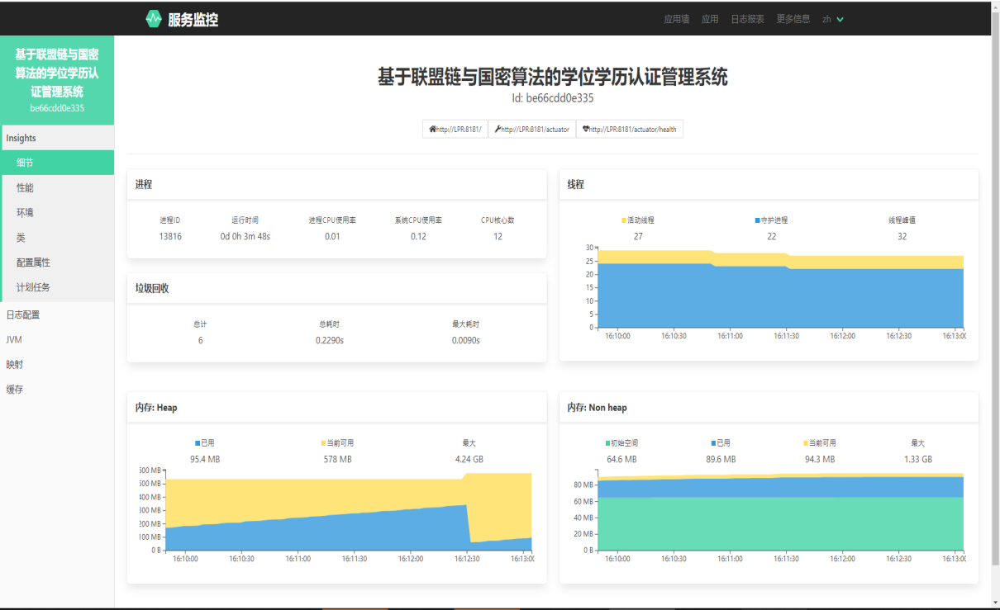 服务监控
应用墙 应用 日志报表 更多信息 zh
基于联盟链与国密
算法的学位学历认
证管理系统
be66cdd0e335
Insights
细节
性能
环境
类
配置属性
计划任务
日志配置
JVM
映射
缓存
基于联盟链与国密算法的学位学历认证管理系统
Id: be66cdd0e335
http://LPR:8181/ http://LPR:8181/actuator http://LPR:8181/actuator/health
进程
进程ID 运行时间 进程CPU使用率 系统CPU使用率 CPU核心数
13816 0d 0h 3m 48s 0.01 0.12 12
垃圾回收
总计 总耗时 最大耗时
6 0.2290s 0.0090s
线程
活动线程 守护进程 线程峰值
27 22 32
30
25
20
15
10
5
0
16:10:00 16:10:30 16:11:00 16:11:30 16:12:00 16:12:30 16:13:00
内存: Heap
已用 当前可用 最大
95.4 MB 578 MB 4.24 GB
600 MB
500 MB
400 MB
300 MB
200 MB
100 MB
0 B
16:10:00 16:10:30 16:11:00 16:11:30 16:12:00 16:12:30 16:13:00
内存: Non heap
初始空间 已用 当前可用 最大
64.6 MB 89.6 MB 94.3 MB 1.33 GB
80 MB
60 MB
40 MB
20 MB
0 B
16:10:00 16:10:30 16:11:00 16:11:30 16:12:00 16:12:30 16:13:00